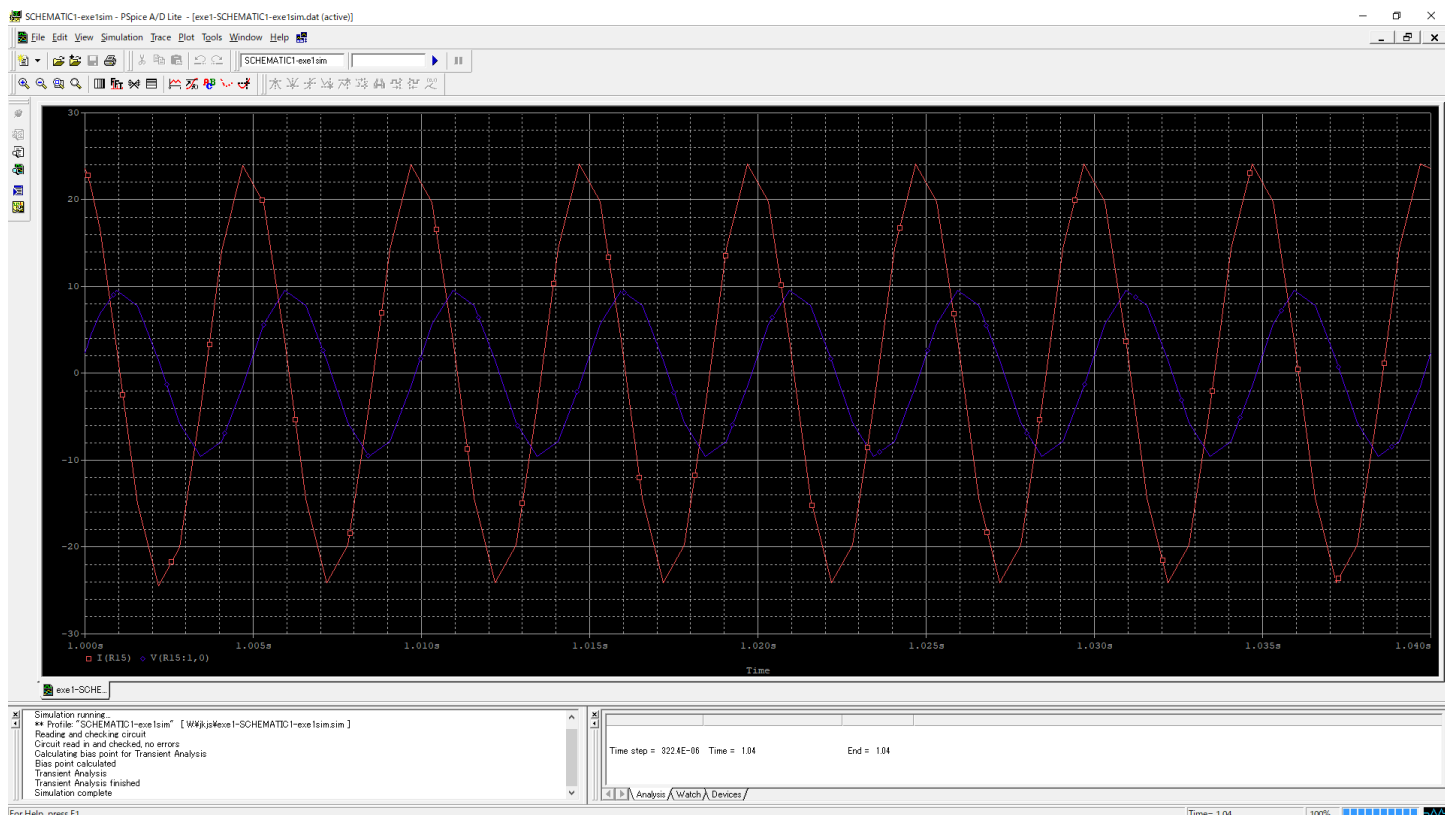 SCHEMATIC1-exe1sim - PSpice A/D Lite - [exe1-SCHEMATIC1-exe1sim.dat (active)]
File Edit View Simulation Trace Plot Tools Window Help
SCHEMATIC1-exe1sim
30
20
10
0
-10
-20
-30
1.000s 1.005s 1.010s 1.015s 1.020s 1.025s 1.030s 1.035s 1.040s
I(R15) V(R15:1,0)
Time
exe1-SCHE...
Simulation running...
** Profile: "SCHEMATIC1-exe1sim" [ W:¥jkjs¥exe1-SCHEMATIC1-exe1sim.sim ]
Reading and checking circuit
Circuit read in and checked, no errors
Calculating bias point for Transient Analysis
Bias point calculated
Transient Analysis
Transient Analysis finished
Simulation complete
Time step = 322.4E-06 Time = 1.04 End = 1.04
Analysis Watch Devices
For Help, press F1 Time= 1.04 100%